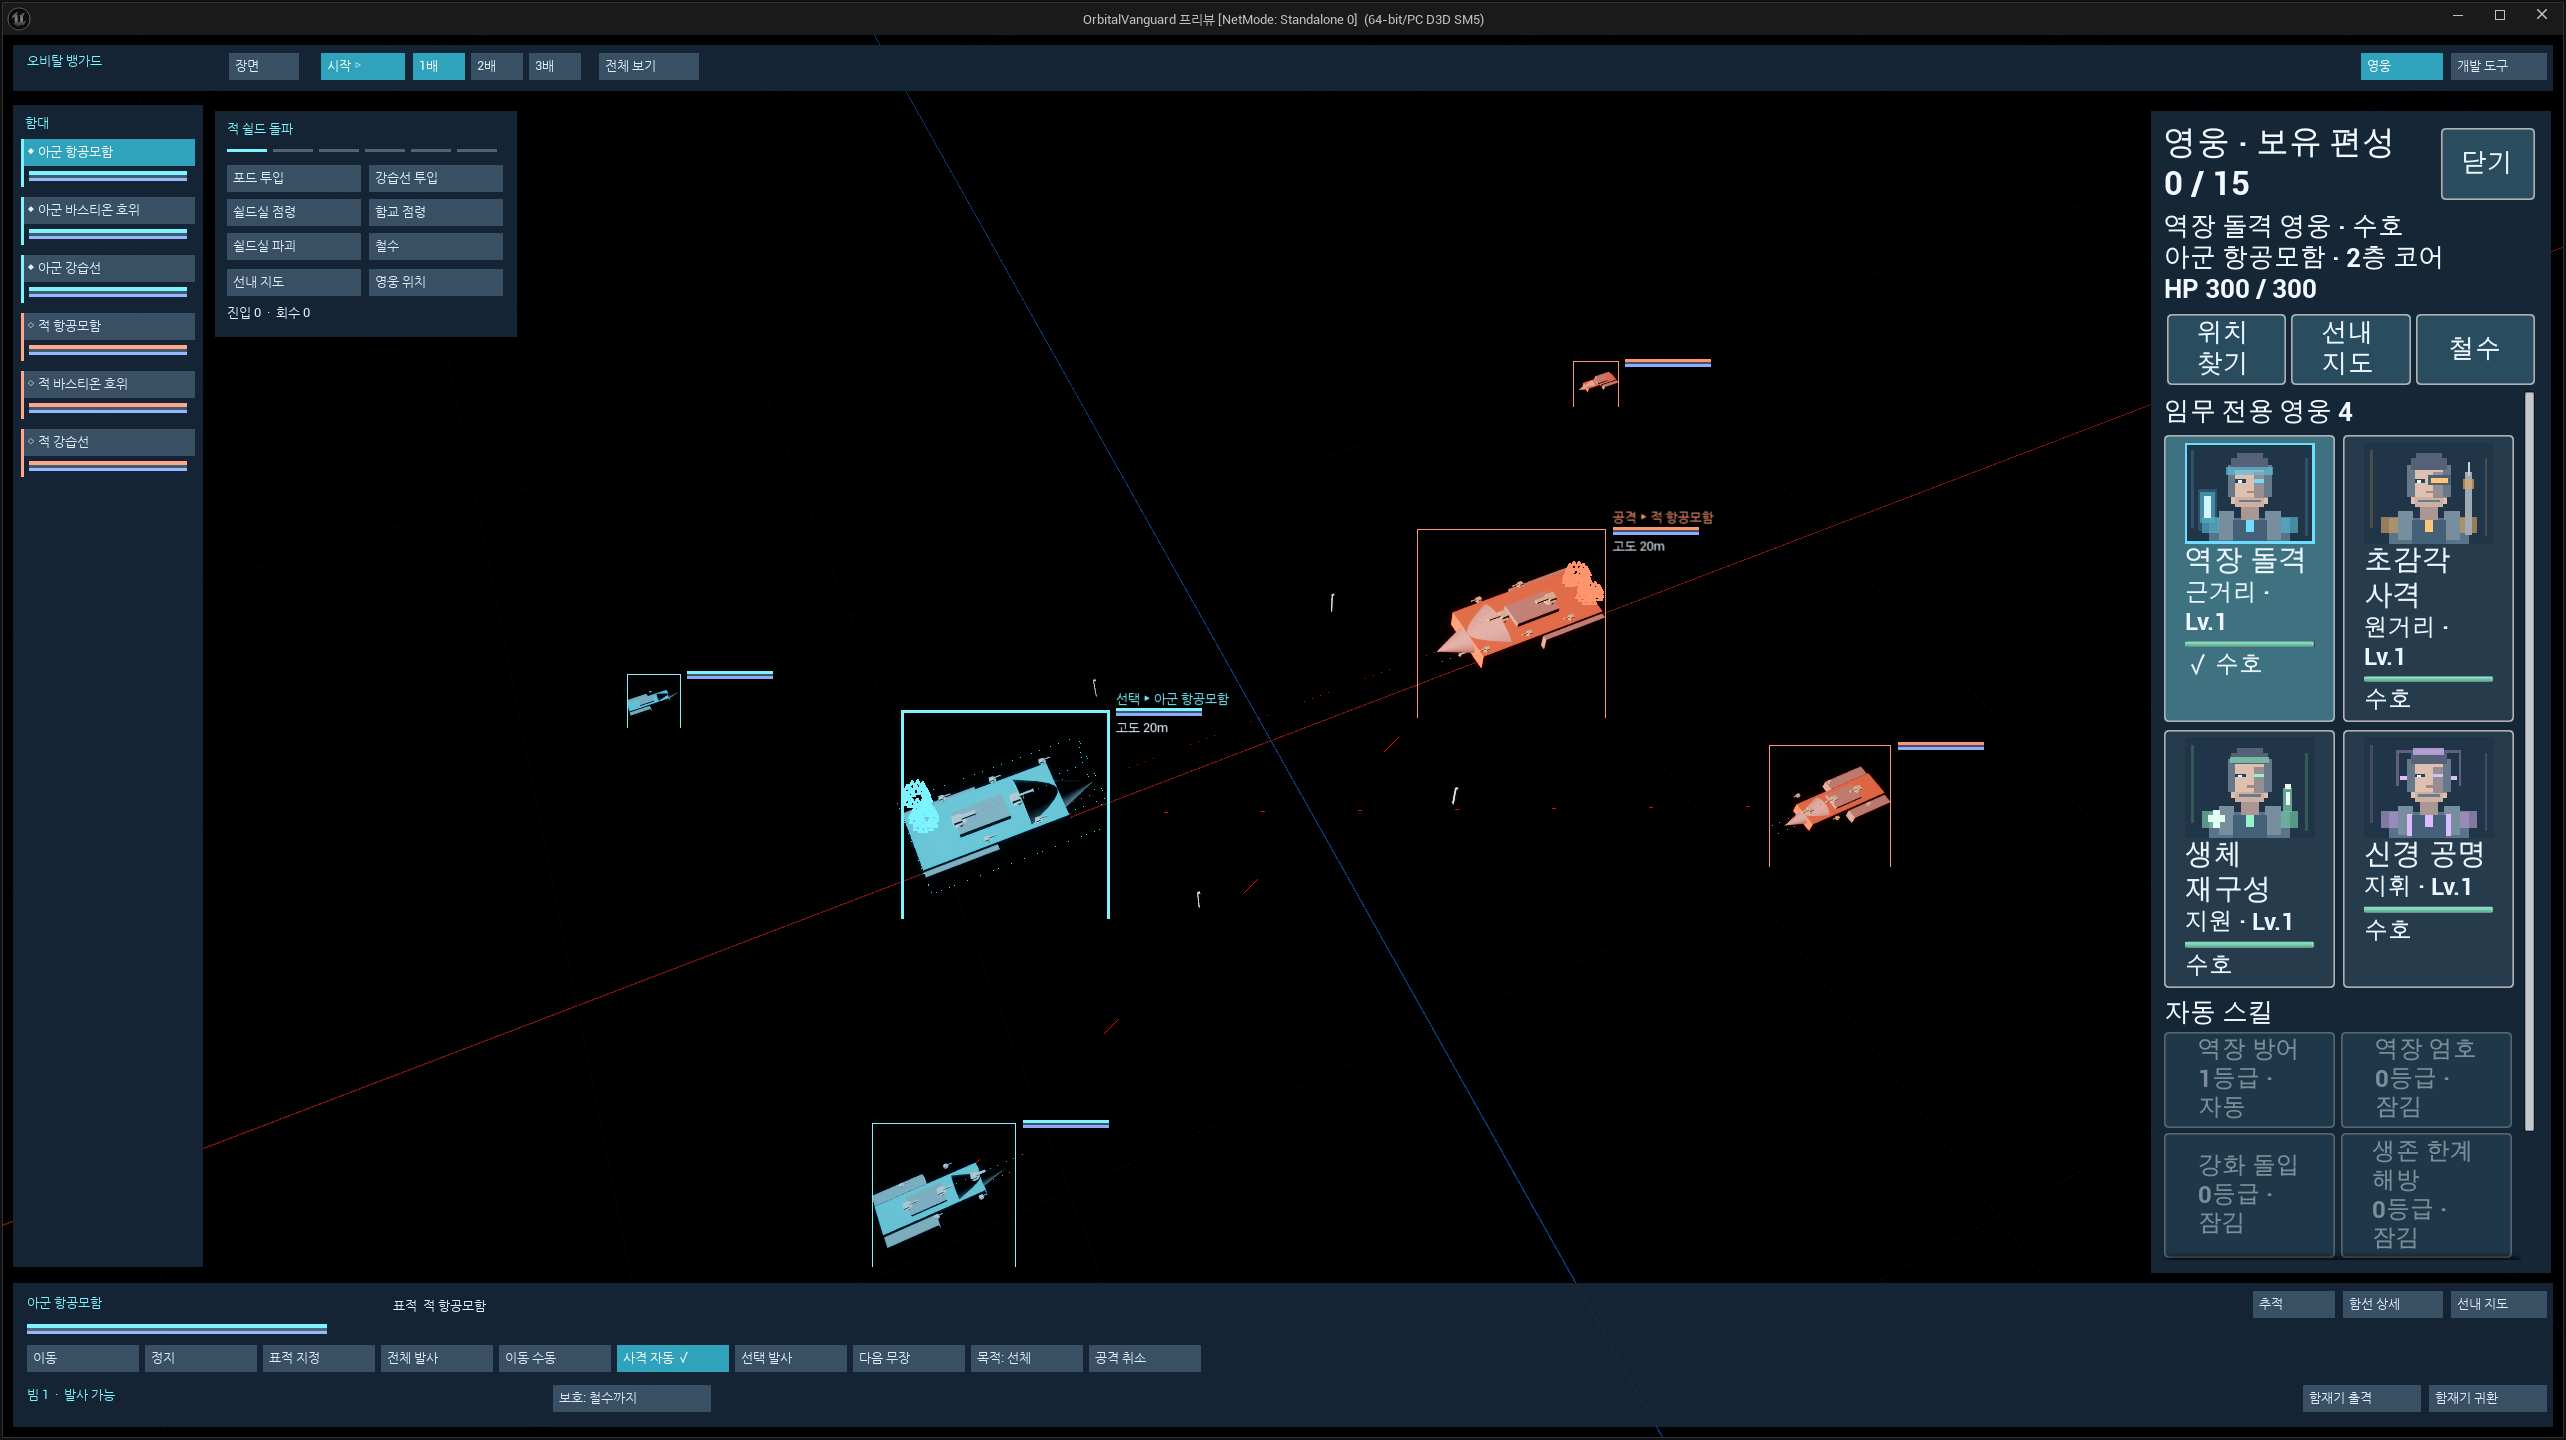 OrbitalVanguard 프리뷰 [NetMode: Standalone 0] (64-bit/PC D3D SM5)
오비탈 뱅가드
장면
시작 ▹
1배
2배
3배
전체 보기
영웅
개발 도구
함대
◆ 아군 항공모함
◆ 아군 바스티온 호위
◆ 아군 강습선
◇ 적 항공모함
◇ 적 바스티온 호위
◇ 적 강습선
적 쉴드 돌파
포드 투입
강습선 투입
쉴드실 점령
함교 점령
쉴드실 파괴
철수
선내 지도
영웅 위치
진입 0 · 회수 0
공격 ▸ 적 항공모함
고도 20m
선택 ▸ 아군 항공모함
고도 20m
영웅 · 보유 편성
0 / 15
닫기
역장 돌격 영웅 · 수호
아군 항공모함 · 2층 코어
HP 300 / 300
위치
찾기
선내
지도
철수
임무 전용 영웅 4
역장 돌격
근거리 ·
Lv.1
√ 수호
초감각
사격
원거리 ·
Lv.1
수호
생체
재구성
지원 · Lv.1
수호
신경 공명
지휘 · Lv.1
수호
자동 스킬
역장 방어
1등급 ·
자동
역장 엄호
0등급 ·
잠김
강화 돌입
0등급 ·
잠김
생존 한계
해방
0등급 ·
잠김
아군 항공모함
표적 적 항공모함
추적
함선 상세
선내 지도
이동
정지
표적 지정
전체 발사
이동 수동
사격 자동 √
선택 발사
다음 무장
목적: 선체
공격 취소
빔 1 · 발사 가능
보호: 철수까지
함재기 출격
함재기 귀환